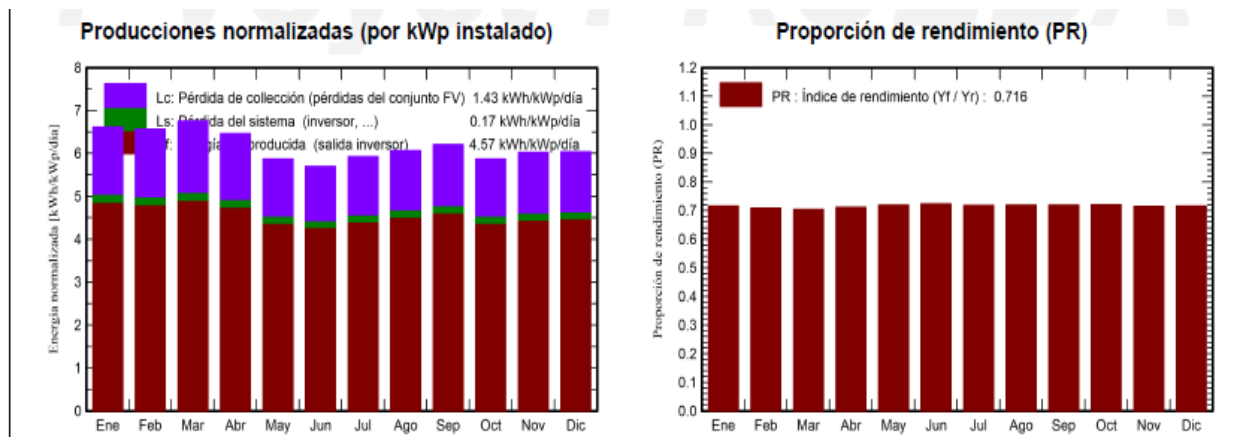 Producciones normalizadas (por kWp instalado)
8
7
6
5
4
3
2
1
0
Energía normalizada [kWh/kWp/día]
Lc: Pérdida de collección (pérdidas del conjunto FV) 1.43 kWh/kWp/día
Ls: Pérdida del sistema (inversor, ...) 0.17 kWh/kWp/día
producida (salida inversor) 4.57 kWh/kWp/día
Ene Feb Mar Abr May Jun Jul Ago Sep Oct Nov Dic
Proporción de rendimiento (PR)
1.2
1.1
1.0
0.9
0.8
0.7
0.6
0.5
0.4
0.3
0.2
0.1
0.0
Proporción de rendimiento (PR)
PR : Índice de rendimiento (Yf / Yr) : 0.716
Ene Feb Mar Abr May Jun Jul Ago Sep Oct Nov Dic